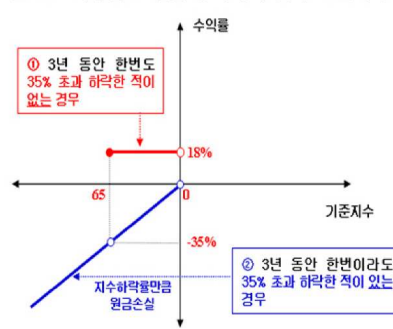 수익률
① 3년 동안 한번도
35% 초과 하락한 적이
없는 경우
18%
65
0
기준지수
-35%
② 3년 동안 한번이라도
35% 초과 하락한 적이 있는
경우
지수하락률만큼
원금손실